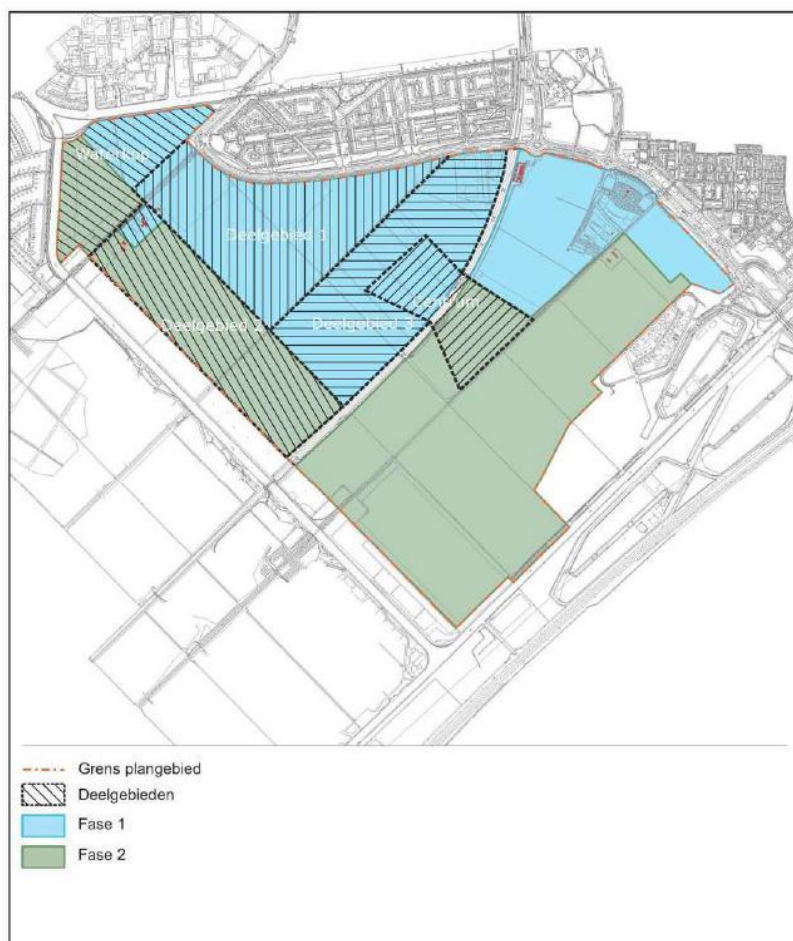 Waterkop
Deelgebied 1
Centrum
Deelgebied 2
Deelgebied 3
Grens plangebied
Deelgebieden
Fase 1
Fase 2